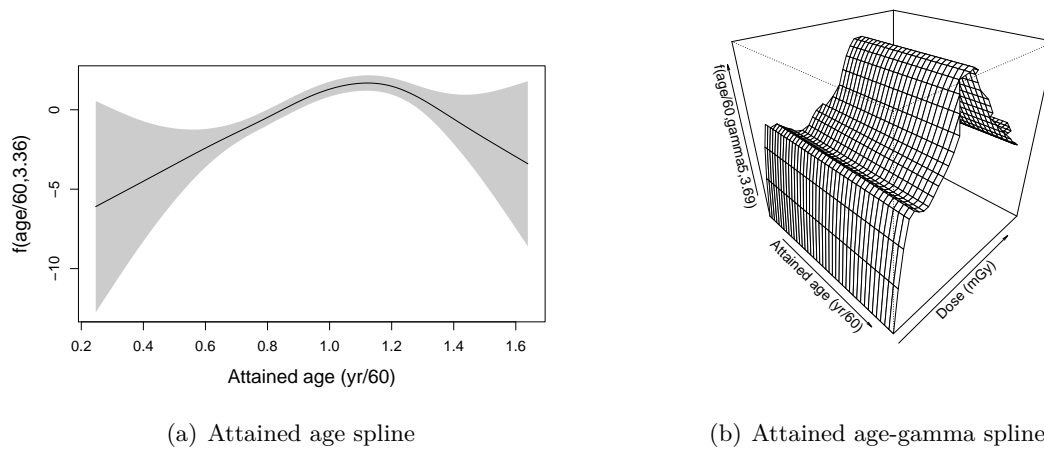 f(age/60,3.36)
0
−5
−10
0.2 0.4 0.6 0.8 1.0 1.2 1.4 1.6
Attained age (yr/60)
(a) Attained age spline
f(age/60,gamma5,3.69)
Attained age (yr/60)
Dose (mGy)
(b) Attained age-gamma spline